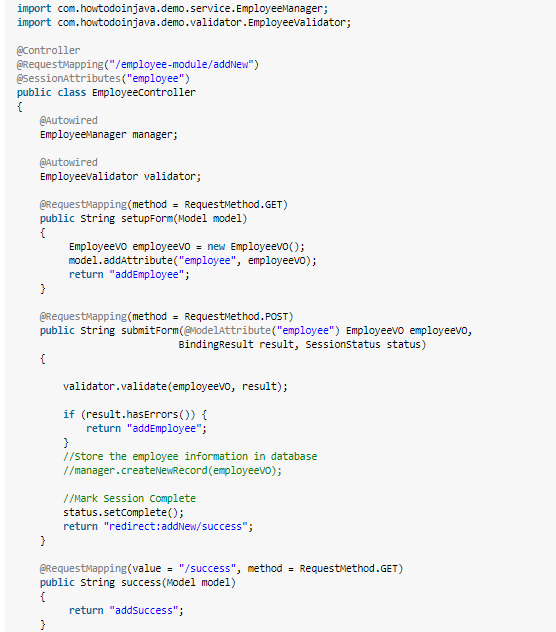 import com.howtodoinjava.demo.service.EmployeeManager;
import com.howtodoinjava.demo.validator.EmployeeValidator;
@Controller
@RequestMapping("/employee-module/addNew")
@SessionAttributes("employee")
public class EmployeeController
{
@Autowired
EmployeeManager manager;
@Autowired
EmployeeValidator validator;
@RequestMapping(method = RequestMethod.GET)
public String setupForm(Model model)
{
EmployeeVO employeeVO = new EmployeeVO();
model.addAttribute("employee", employeeVO);
return "addEmployee";
}
@RequestMapping(method = RequestMethod.POST)
public String submitForm(@ModelAttribute("employee") EmployeeVO employeeVO,
BindingResult result, SessionStatus status)
{
validator.validate(employeeVO, result);
if (result.hasErrors()) {
return "addEmployee";
}
//Store the employee information in database
//manager.createNewRecord(employeeVO);
//Mark Session Complete
status.setComplete();
return "redirect:addNew/success";
}
@RequestMapping(value = "/success", method = RequestMethod.GET)
public String success(Model model)
{
return "addSuccess";
}